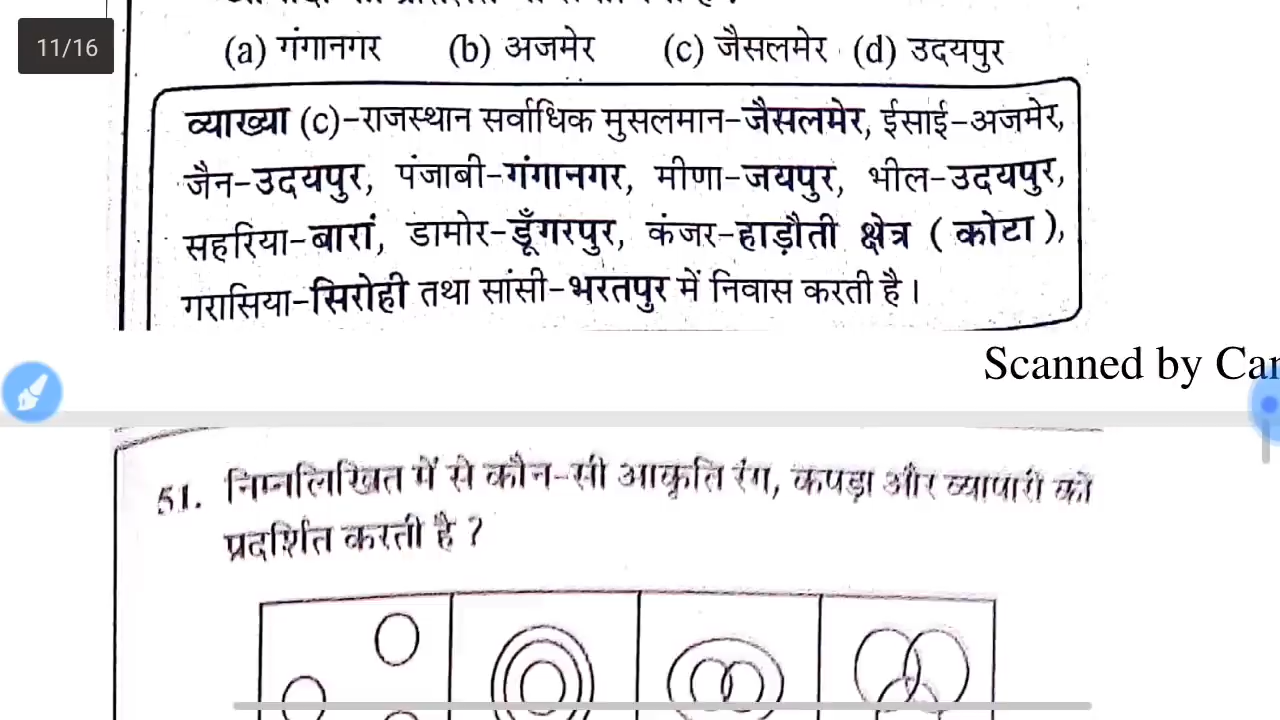 11/16
(a) गंगानगर (b) अजमेर (c) जैसलमेर (d) उदयपुर
व्याख्या (c)–राजस्थान सर्वाधिक मुसलमान–जैसलमेर, ईसाई–अजमेर,
जैन–उदयपुर, पंजाबी–गंगानगर, मीणा–जयपुर, भील–उदयपुर,
सहरिया–बारां, डामोर–डूँगरपुर, कंजर–हाड़ौती क्षेत्र ( कोटा ),
गरासिया–सिरोही तथा सांसी–भरतपुर में निवास करती है।
Scanned by
51. निम्नलिखित में से कौन-सी आकृति रंग, कपड़ा और व्यापारी को
प्रदर्शित करती है ?